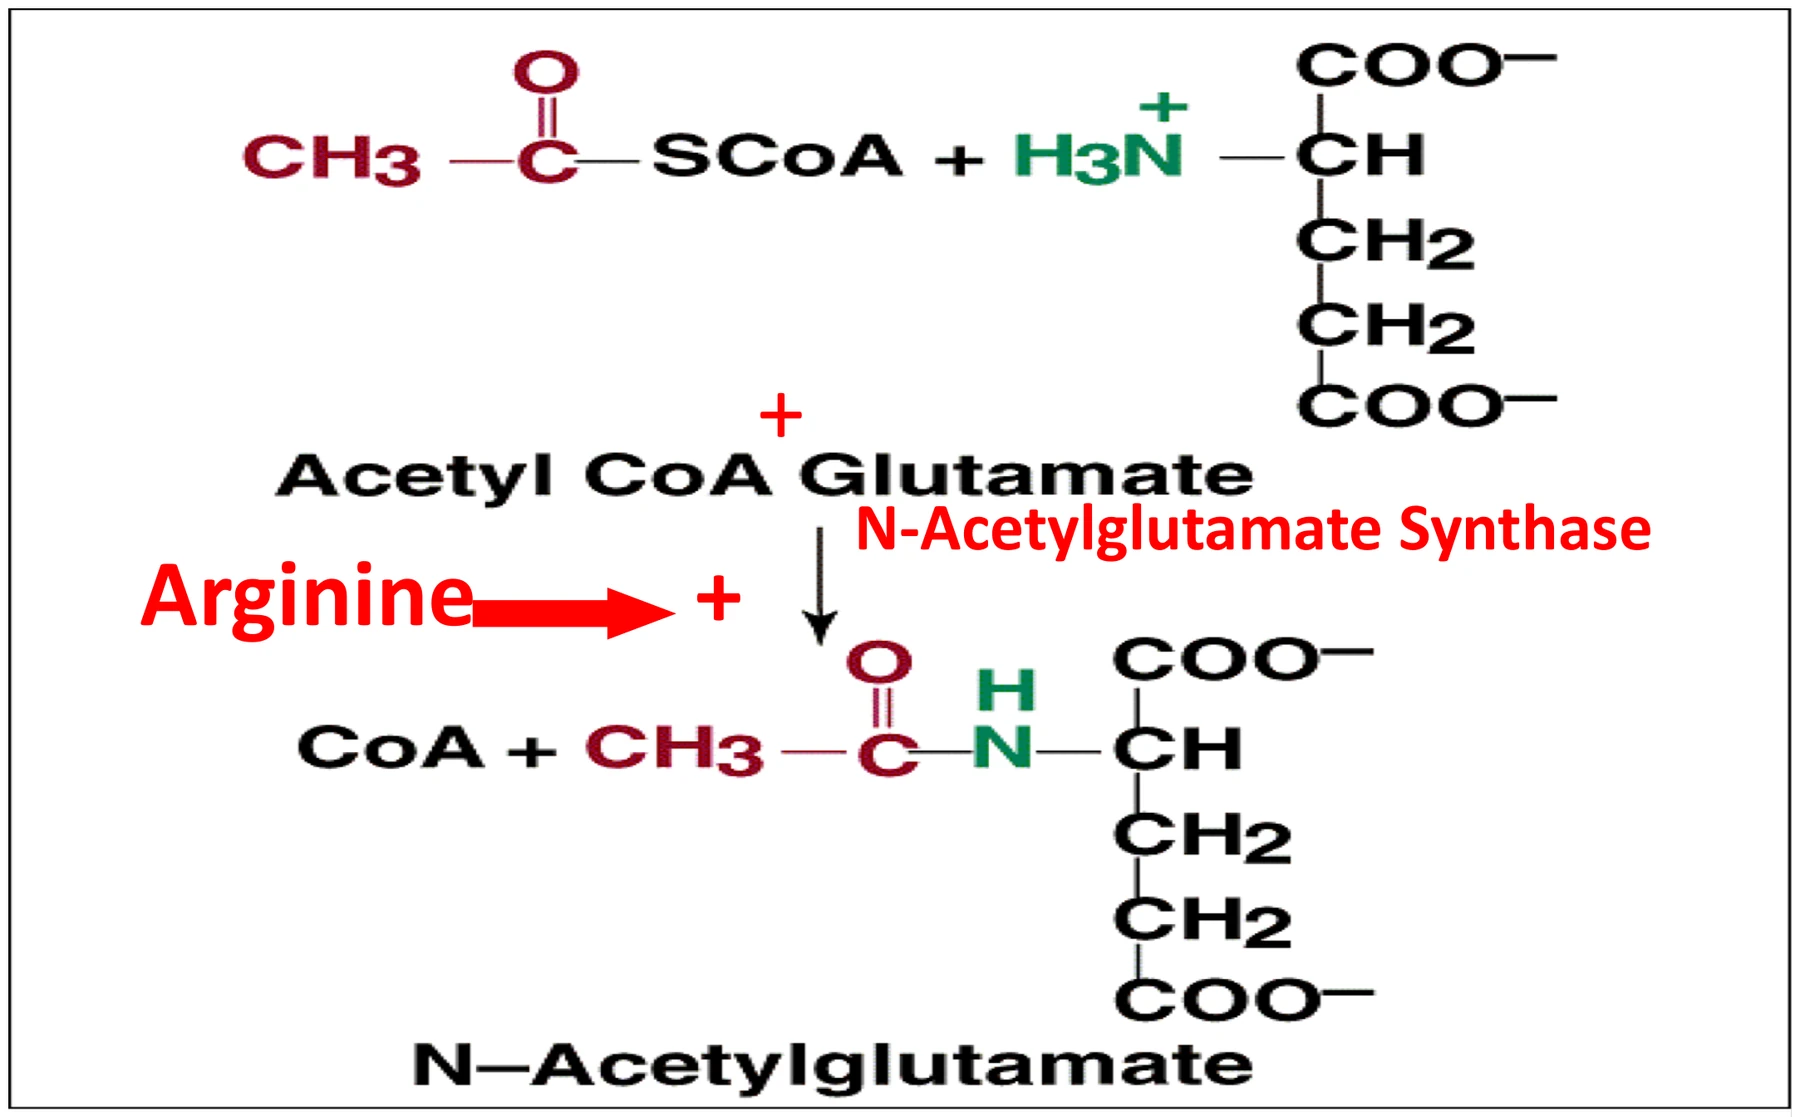 O
COO−
CH3 − C − SCoA + H3N+ − CH
CH2
CH2
COO−
+
Acetyl CoA Glutamate
N-Acetylglutamate Synthase
Arginine +
O
H
COO−
CoA + CH3 − C − N − CH
CH2
CH2
COO−
N−Acetylglutamate